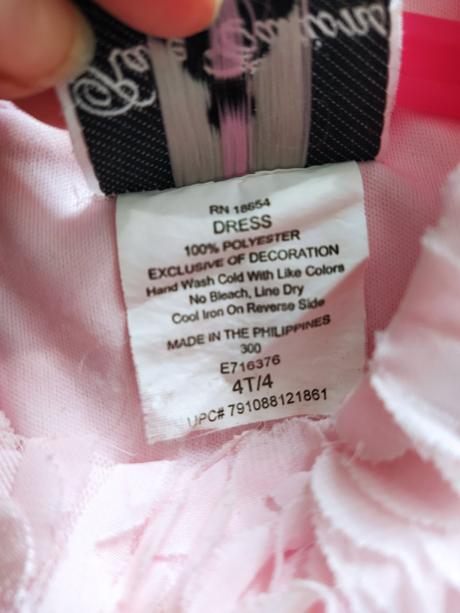 RN 18654
DRESS
100% POLYESTER
EXCLUSIVE OF DECORATION
Hand Wash Cold With Like Colors
No Bleach, Line Dry
Cool Iron On Reverse Side
MADE IN THE PHILIPPINES
300
E716376
4T/4
UPC# 791088121861